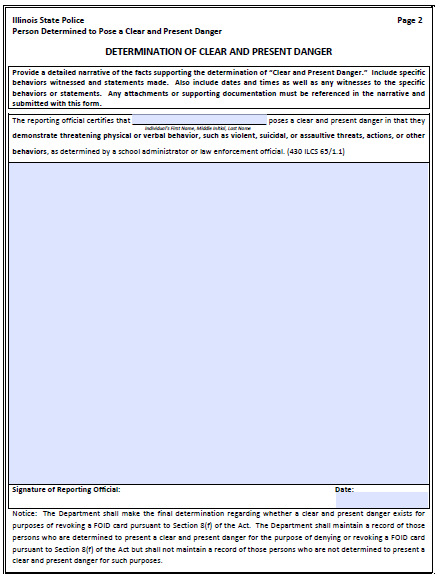 Illinois State Police Page 2
Person Determined to Pose a Clear and Present Danger
DETERMINATION OF CLEAR AND PRESENT DANGER
Provide a detailed narrative of the facts supporting the determination of "Clear and Present Danger." Include specific
behaviors witnessed and statements made. Also include dates and times as well as any witnesses to the specific
behaviors or statements. Any attachments or supporting documentation must be referenced in the narrative and
submitted with this form.
The reporting official certifies that poses a clear and present danger in that they
Individual's First Name, Middle Initial, Last Name
demonstrate threatening physical or verbal behavior, such as violent, suicidal, or assaultive threats, actions, or other
behaviors, as determined by a school administrator or law enforcement official. (430 ILCS 65/1.1)
Signature of Reporting Official: Date:
Notice: The Department shall make the final determination regarding whether a clear and present danger exists for
purposes of revoking a FOID card pursuant to Section 8(f) of the Act. The Department shall maintain a record of those
persons who are determined to present a clear and present danger for the purpose of denying or revoking a FOID card
pursuant to Section 8(f) of the Act but shall not maintain a record of those persons who are not determined to present a
clear and present danger for such purposes.